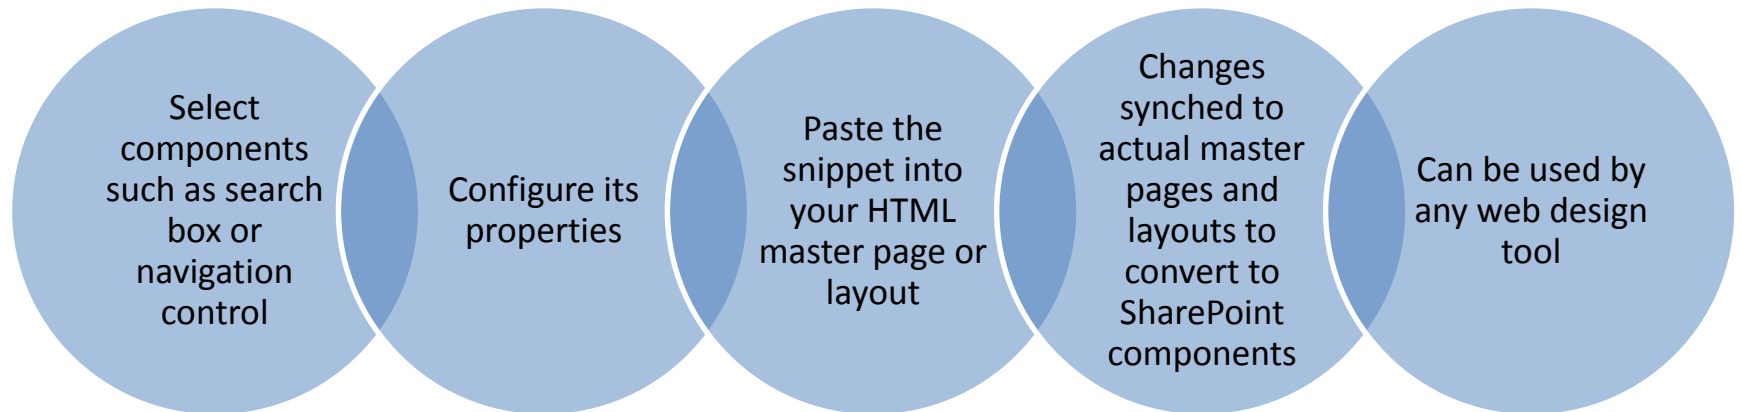 Select
components
such as search
box or
navigation
control
Configure its
properties
Paste the
snippet into
your HTML
master page or
layout
Changes
synched to
actual master
pages and
layouts to
convert to
SharePoint
components
Can be used by
any web design
tool